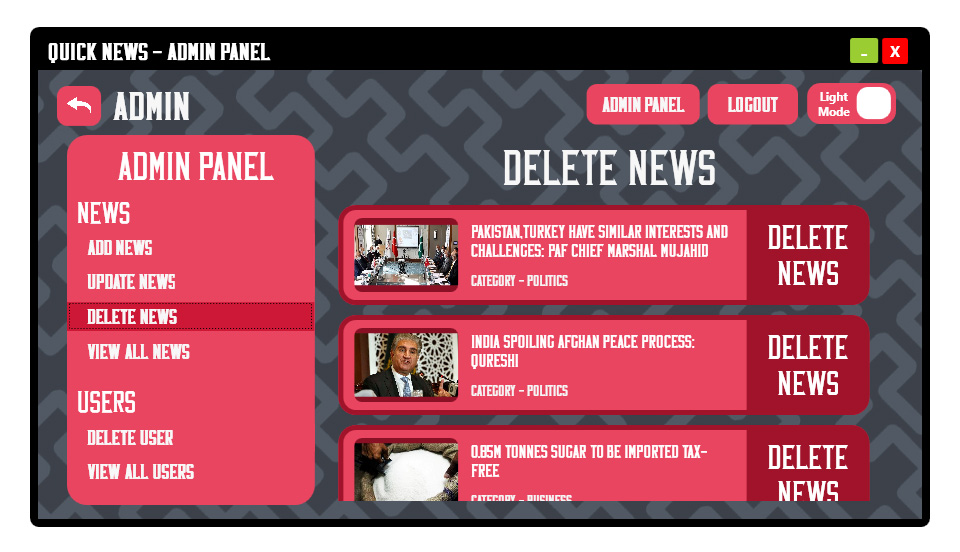 QUICK NEWS - ADMIN PANEL
-
X
ADMIN
ADMIN PANEL
LOGOUT
Light
Mode
ADMIN PANEL
NEWS
ADD NEWS
UPDATE NEWS
DELETE NEWS
VIEW ALL NEWS
USERS
DELETE USER
VIEW ALL USERS
DELETE NEWS
PAKISTAN,TURKEY HAVE SIMILAR INTERESTS AND
CHALLENGES: PAF CHIEF MARSHAL MUJAHID
CATEGORY - POLITICS
DELETE
NEWS
INDIA SPOILING AFGHAN PEACE PROCESS:
QURESHI
CATEGORY - POLITICS
DELETE
NEWS
0.85M TONNES SUGAR TO BE IMPORTED TAX-
FREE
CATEGORY - BUSINESS
DELETE
NEWS